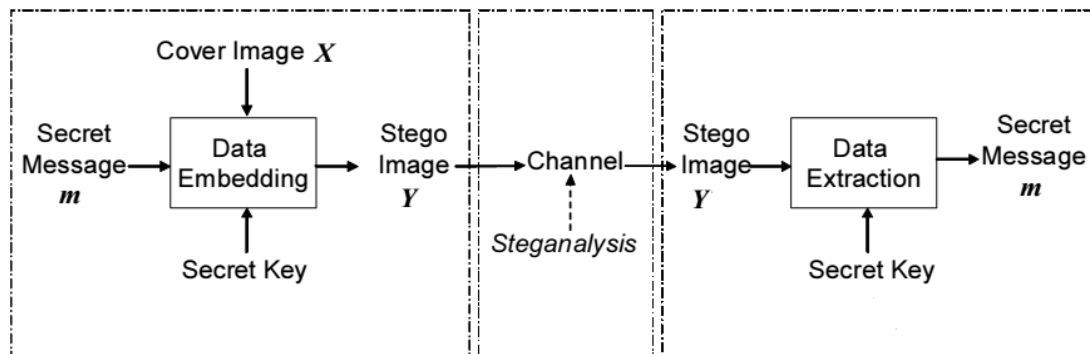 Cover Image X
Secret
Message
m
Data
Embedding
Secret Key
Stego
Image
Y
Channel
Steganalysis
Stego
Image
Y
Data
Extraction
Secret Key
Secret
Message
m